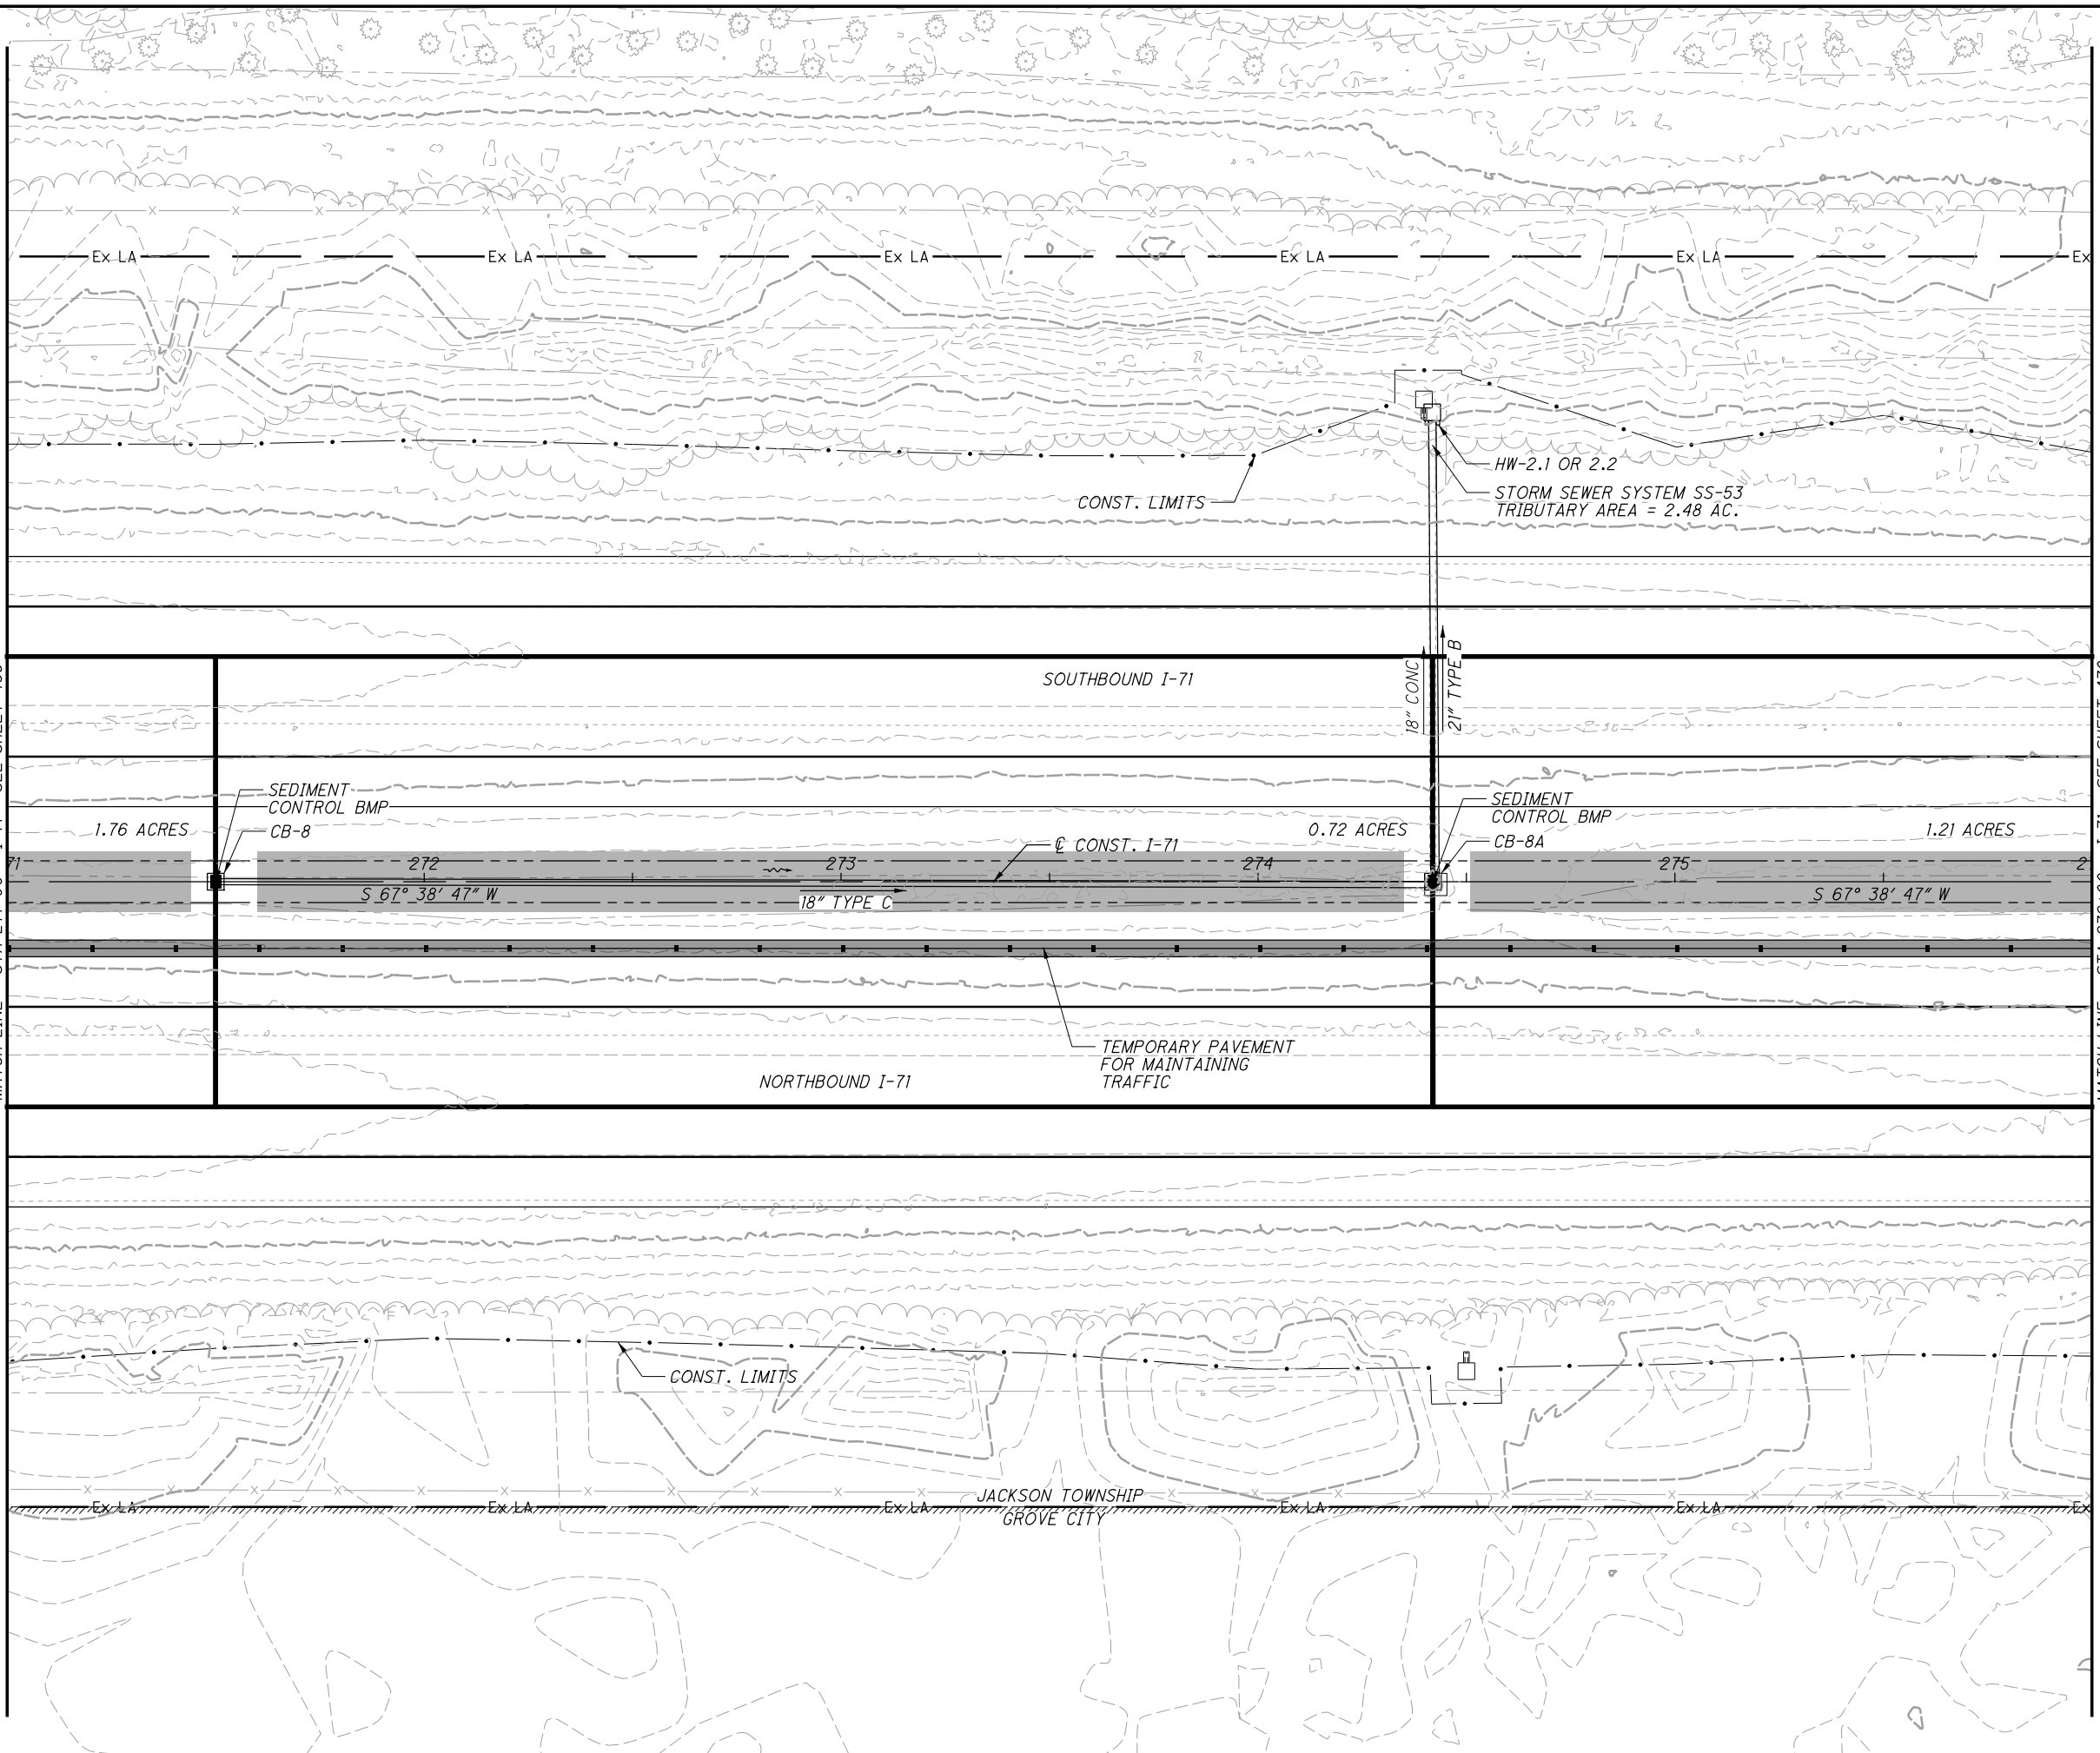 Ex LA
Ex LA
Ex LA
Ex LA
Ex LA
Ex
HW-2.1 OR 2.2
CONST. LIMITS
STORM SEWER SYSTEM SS-53
TRIBUTARY AREA = 2.48 AC.
SOUTHBOUND I-71
18" CONC
21" TYPE B
SEDIMENT
CONTROL BMP
CB-8
1.76 ACRES
SEDIMENT
CONTROL BMP
CB-8A
0.72 ACRES
1.21 ACRES
℄ CONST. I-71
71
272
273
274
275
2
S 67° 38' 47" W
18" TYPE C
S 67° 38' 47" W
TEMPORARY PAVEMENT
FOR MAINTAINING
TRAFFIC
NORTHBOUND I-71
CONST. LIMITS
JACKSON TOWNSHIP
Ex LA
Ex LA
Ex LA
Ex LA
Ex LA
Ex
GROVE CITY